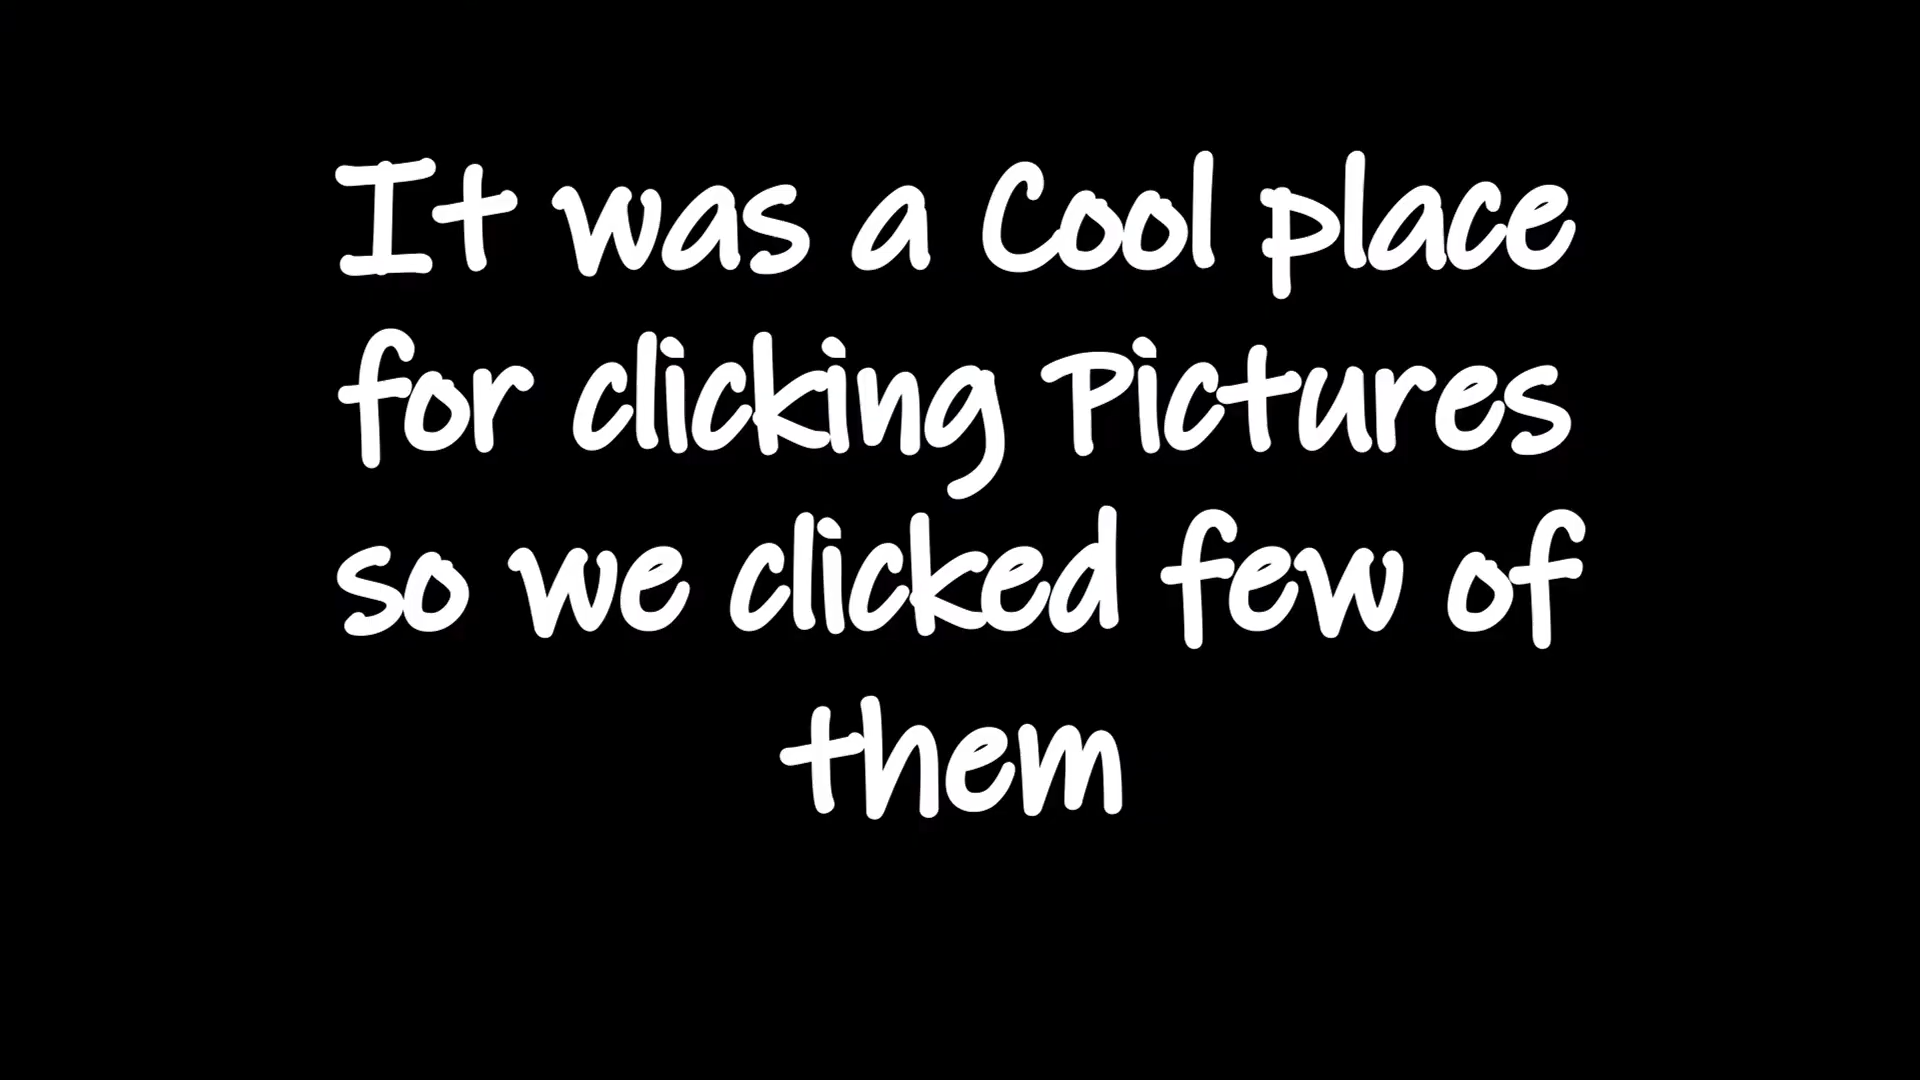 It was a Cool place
for clicking Pictures
so we clicked few of
them